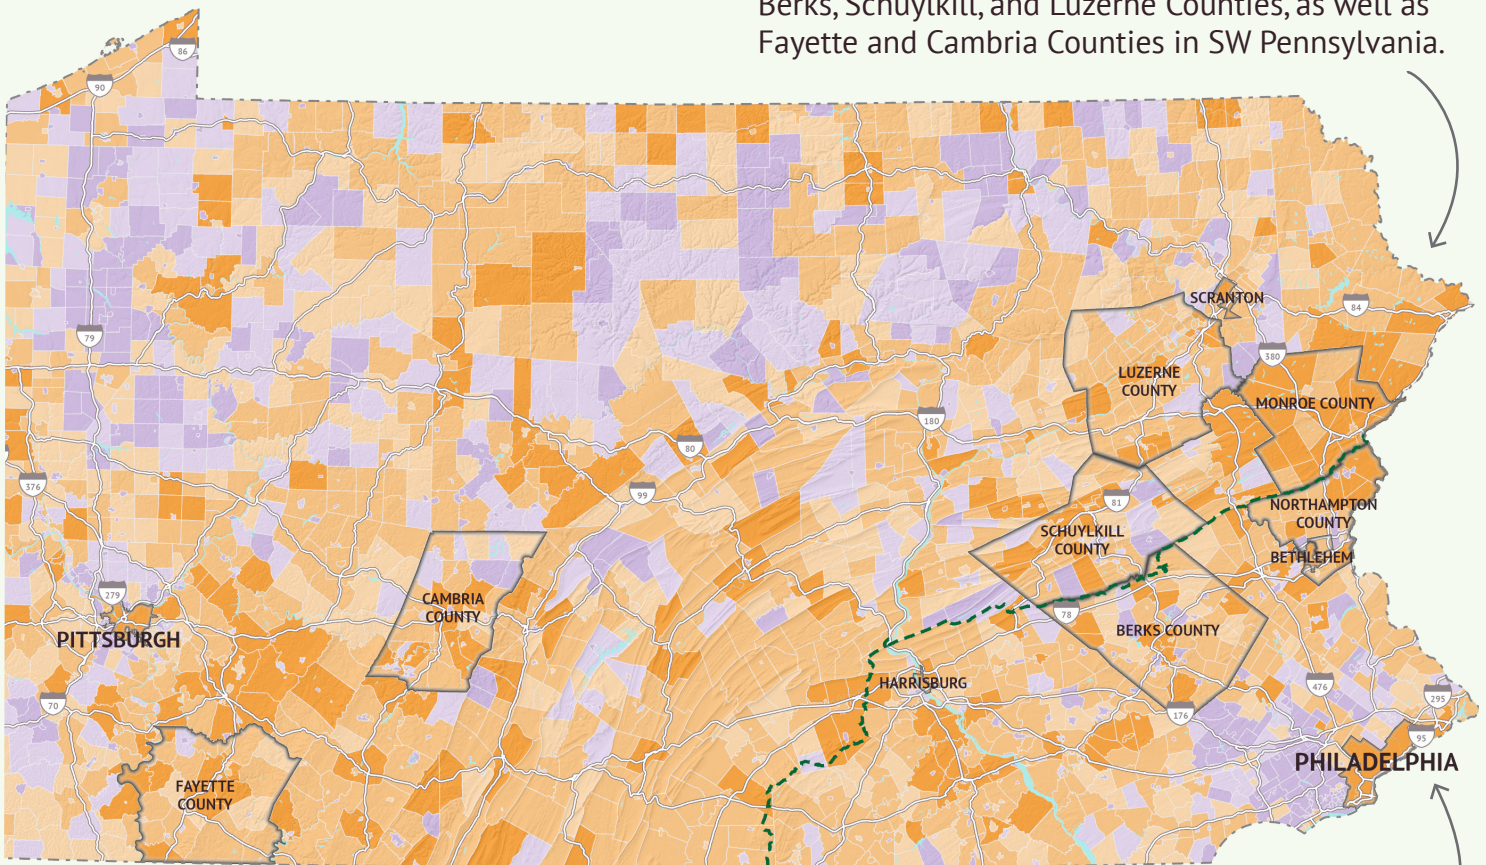 Berks, Schuylkill, and Luzerne Counties, as well as
Fayette and Cambria Counties in SW Pennsylvania.
86
90
SCRANTON
84
79
380
LUZERNE
COUNTY
MONROE COUNTY
180
80
376
99
81
NORTHAMPTON
COUNTY
SCHUYLKILL
COUNTY
BETHLEHEM
279
CAMBRIA
COUNTY
78
PITTSBURGH
BERKS COUNTY
HARRISBURG
476
295
70
176
95
PHILADELPHIA
FAYETTE
COUNTY